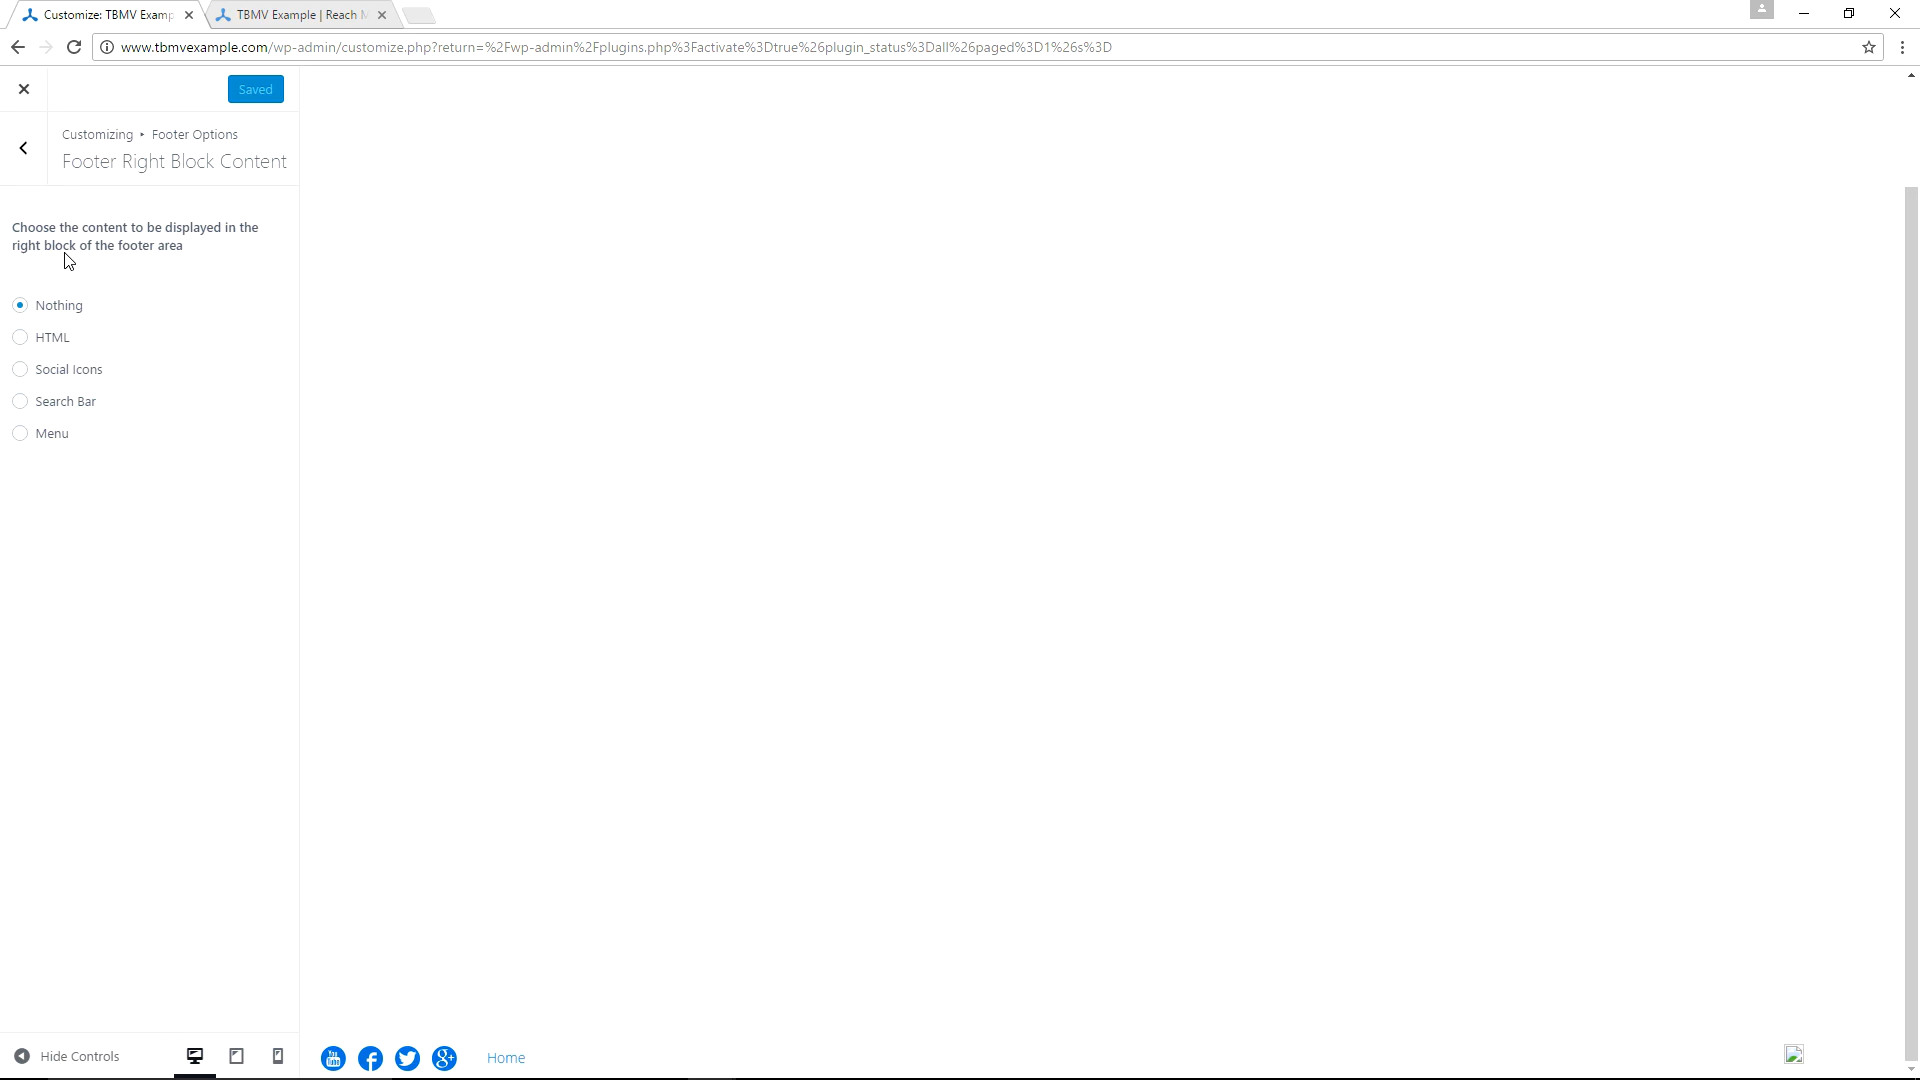 Customize: TBMV Examp
TBMV Example | Reach M
www.tbmvexample.com/wp-admin/customize.php?return=%2Fwp-admin%2Fplugins.php%3Factivate%3Dtrue%26plugin_status%3Dall%26paged%3D1%26s%3D
Saved
Customizing ▸ Footer Options
Footer Right Block Content
Choose the content to be displayed in the
right block of the footer area
Nothing
HTML
Social Icons
Search Bar
Menu
Hide Controls
You Tube
g+
Home